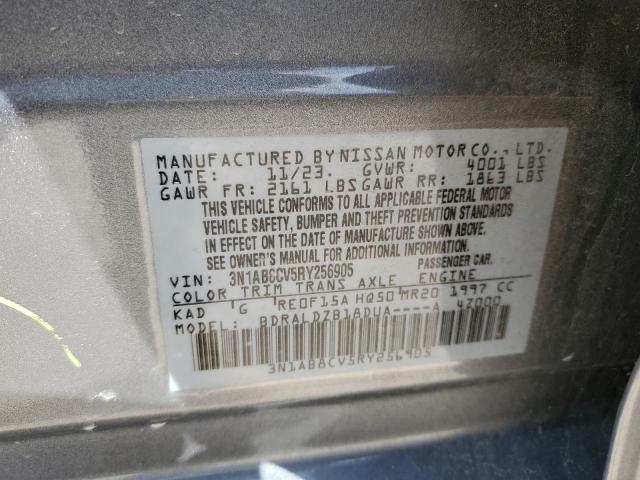 MANUFACTURED BY NISSAN MOTOR CO., LTD.
DATE: 11/23. GVWR: 4001 LBS
GAWR FR: 2161 LBS GAWR RR: 1863 LBS
THIS VEHICLE CONFORMS TO ALL APPLICABLE FEDERAL MOTOR
VEHICLE SAFETY, BUMPER AND THEFT PREVENTION STANDARDS
IN EFFECT ON THE DATE OF MANUFACTURE SHOWN ABOVE.
SEE OWNER'S MANUAL FOR ADDITIONAL INFORMATION.
VIN: 3N1AB8CV5RY256905 PASSENGER CAR.
COLOR TRIM TRANS AXLE ENGINE
KAD G RE0F15A HQ50 MR20 1997 CC
MODEL: BDRALDZB18DUA----A 4Z000
3N1AB8CV5RY256905